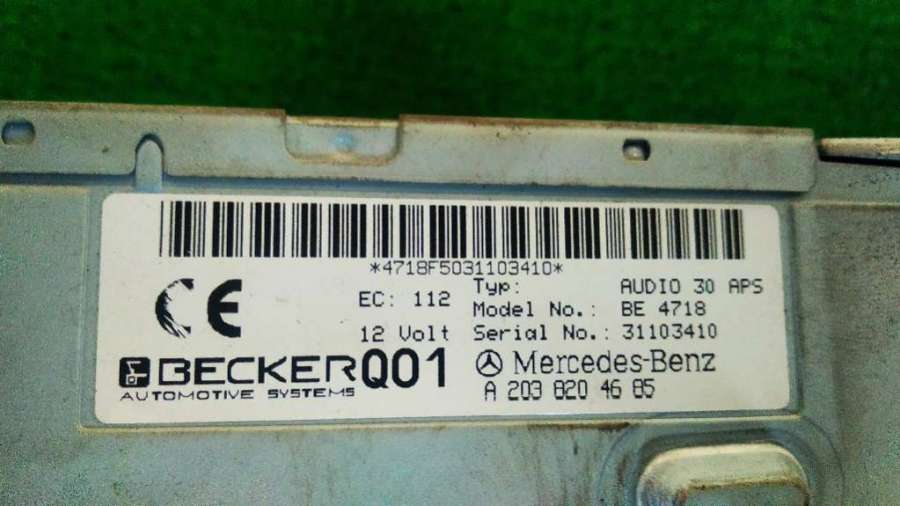 *4718F5031103410*
CE
EC: 112
Typ: AUDIO 30 APS
Model No.: BE 4718
12 Volt
Serial No.: 31103410
BECKER Q01
AUTOMOTIVE SYSTEMS
Mercedes-Benz
A 203 820 46 85